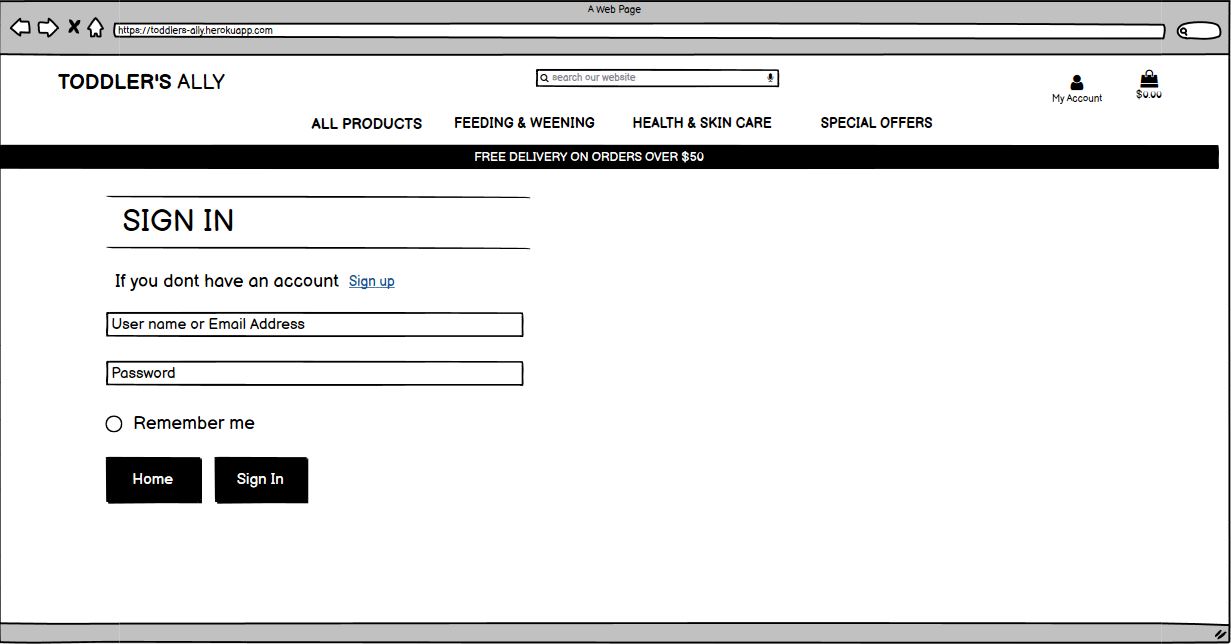 A Web Page
https://toddlers-ally.herokuapp.com
TODDLER'S ALLY
search our website
My Account
$0.00
ALL PRODUCTS
FEEDING & WEENING
HEALTH & SKIN CARE
SPECIAL OFFERS
FREE DELIVERY ON ORDERS OVER $50
SIGN IN
If you dont have an account Sign up
User name or Email Address
Password
Remember me
Home
Sign In